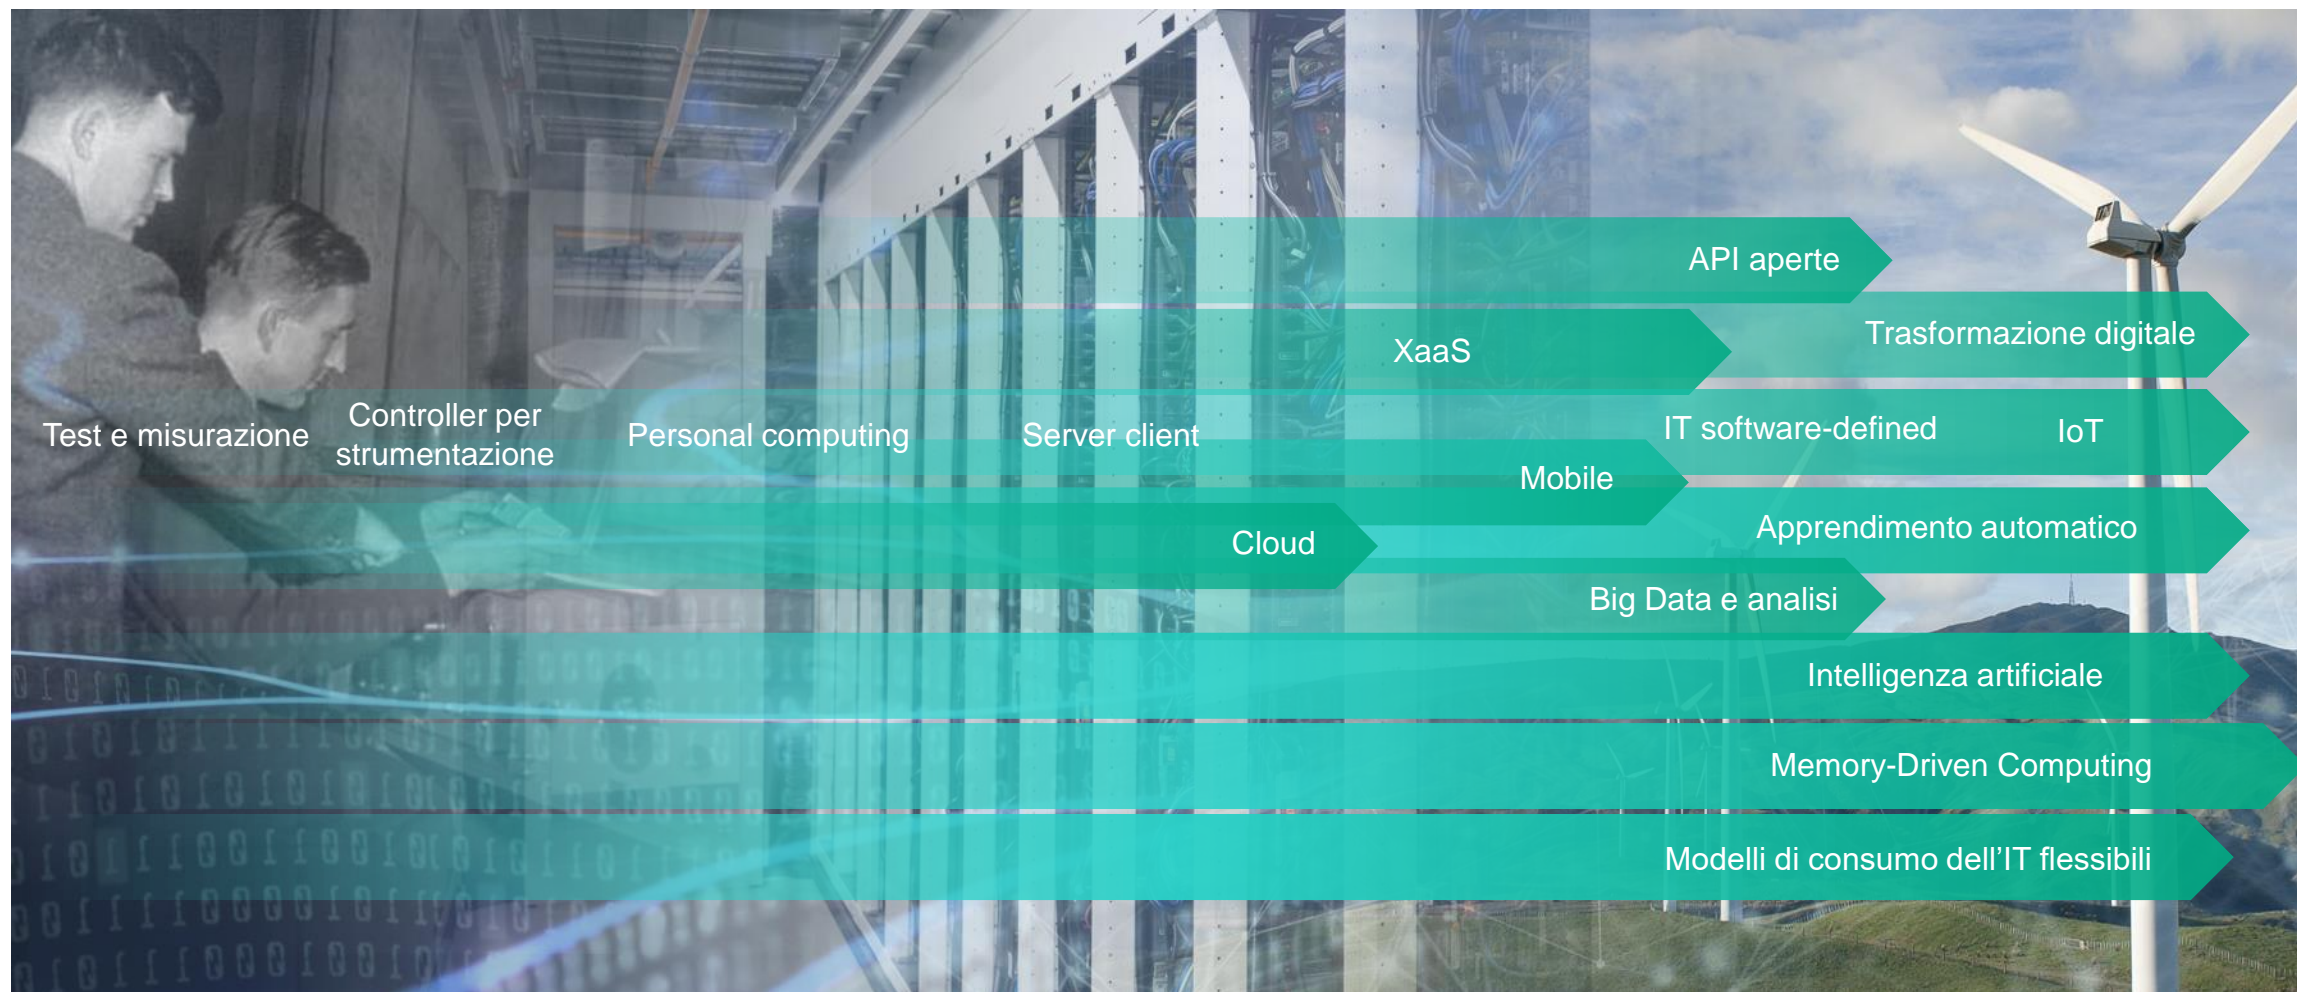 API aperte
Trasformazione digitale
XaaS
Test e misurazione
Controller per
strumentazione
Personal computing
Server client
IT software-defined
IoT
Mobile
Apprendimento automatico
Cloud
Big Data e analisi
Intelligenza artificiale
Memory-Driven Computing
Modelli di consumo dell’IT flessibili